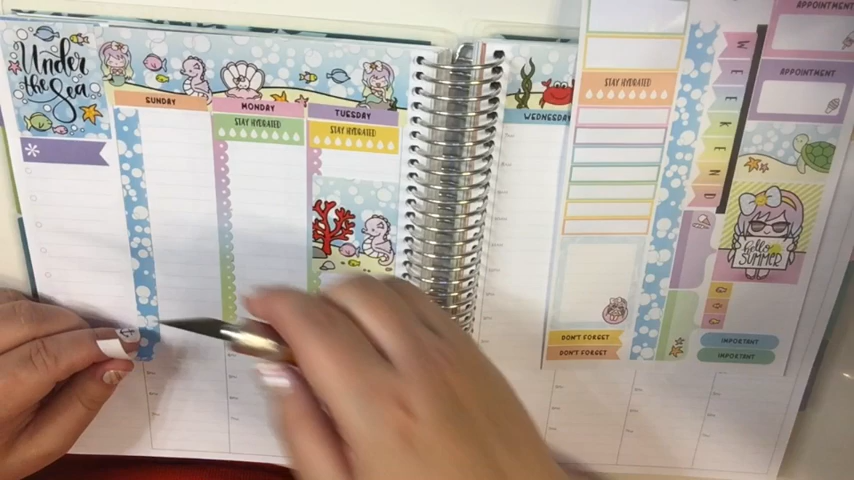 Under
the Sea
SUNDAY
MONDAY
TUESDAY
STAY HYDRATED
STAY HYDRATED
WEDNESDAY
STAY HYDRATED
WEEKEND
APPOINTMENT
APPOINTMENT
hello
SUMMER
DON'T FORGET
DON'T FORGET
IMPORTANT
IMPORTANT